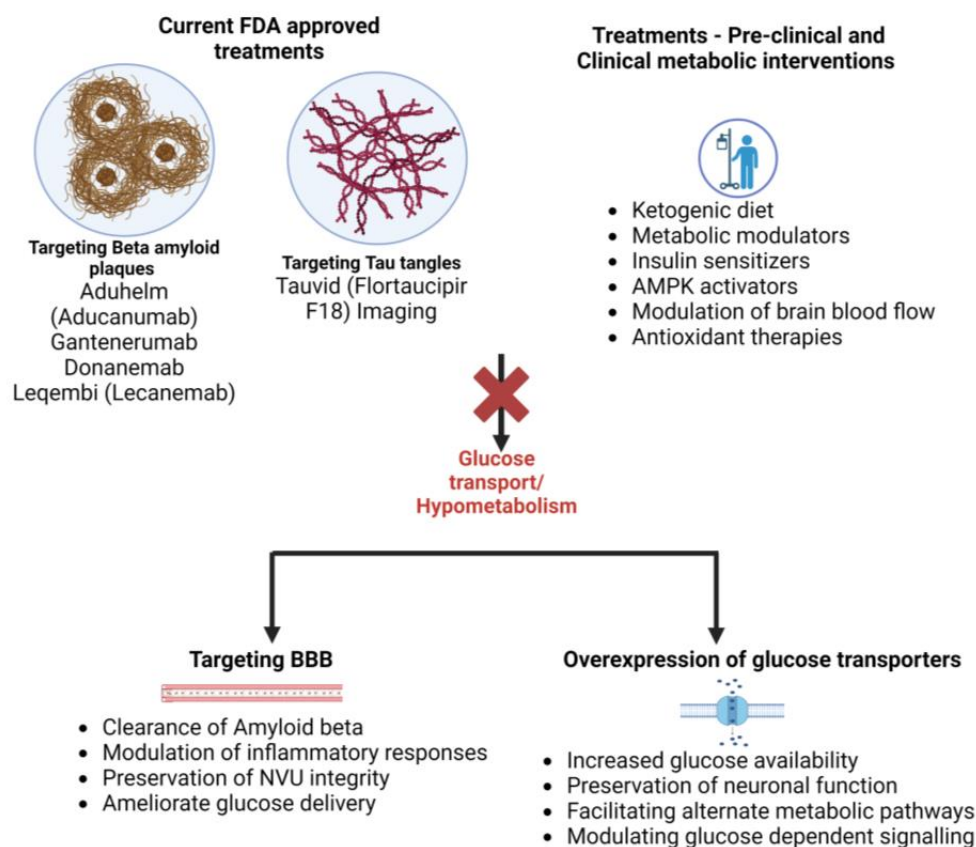 Current FDA approved
treatments
Targeting Beta amyloid
plaques
Aduhelm
(Aducanumab)
Gantenerumab
Donanemab
Leqembi (Lecanemab)
Targeting Tau tangles
Tauvid (Flortaucipir
F18) Imaging
Treatments - Pre-clinical and
Clinical metabolic interventions
• Ketogenic diet
• Metabolic modulators
• Insulin sensitizers
• AMPK activators
• Modulation of brain blood flow
• Antioxidant therapies
Glucose
transport/
Hypometabolism
Targeting BBB
• Clearance of Amyloid beta
• Modulation of inflammatory responses
• Preservation of NVU integrity
• Ameliorate glucose delivery
Overexpression of glucose transporters
• Increased glucose availability
• Preservation of neuronal function
• Facilitating alternate metabolic pathways
• Modulating glucose dependent signalling